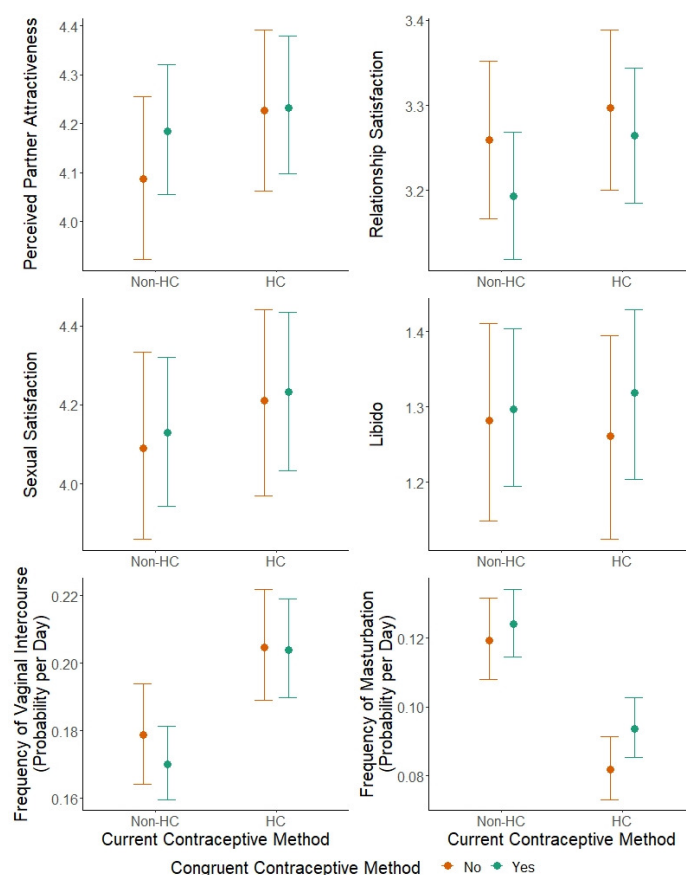 Perceived Partner Attractiveness
4.4
4.3
4.2
4.1
4.0
Non-HC HC
Relationship Satisfaction
3.4
3.3
3.2
Non-HC HC
Sexual Satisfaction
4.4
4.2
4.0
Non-HC HC
Libido
1.4
1.3
1.2
Non-HC HC
Frequency of Vaginal Intercourse
(Probability per Day)
0.22
0.20
0.18
0.16
Non-HC HC
Current Contraceptive Method
Frequency of Masturbation
(Probability per Day)
0.12
0.10
0.08
Non-HC HC
Current Contraceptive Method
Congruent Contraceptive Method No Yes